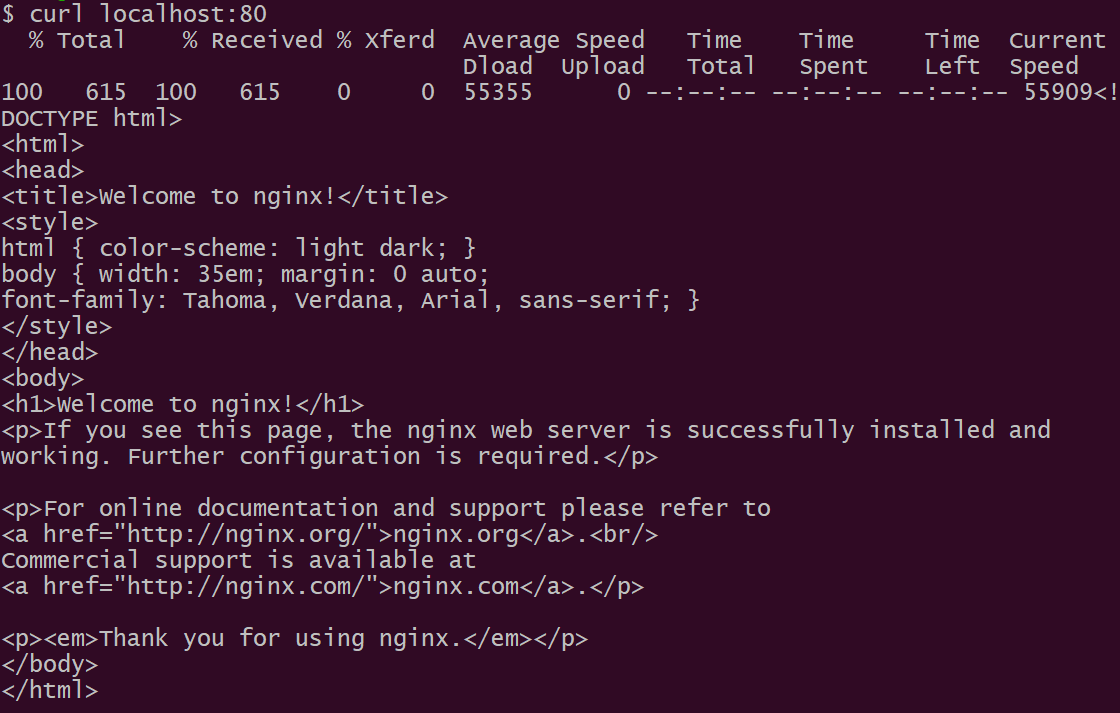 $ curl localhost:80
  % Total    % Received % Xferd  Average Speed   Time    Time     Time  Current
                                 Dload  Upload   Total   Spent    Left  Speed
100   615  100   615    0     0  55355      0 --:--:-- --:--:-- --:--:-- 55909<!
DOCTYPE html>
<html>
<head>
<title>Welcome to nginx!</title>
<style>
html { color-scheme: light dark; }
body { width: 35em; margin: 0 auto;
font-family: Tahoma, Verdana, Arial, sans-serif; }
</style>
</head>
<body>
<h1>Welcome to nginx!</h1>
<p>If you see this page, the nginx web server is successfully installed and
working. Further configuration is required.</p>

<p>For online documentation and support please refer to
<a href="http://nginx.org/">nginx.org</a>.<br/>
Commercial support is available at
<a href="http://nginx.com/">nginx.com</a>.</p>

<p><em>Thank you for using nginx.</em></p>
</body>
</html>